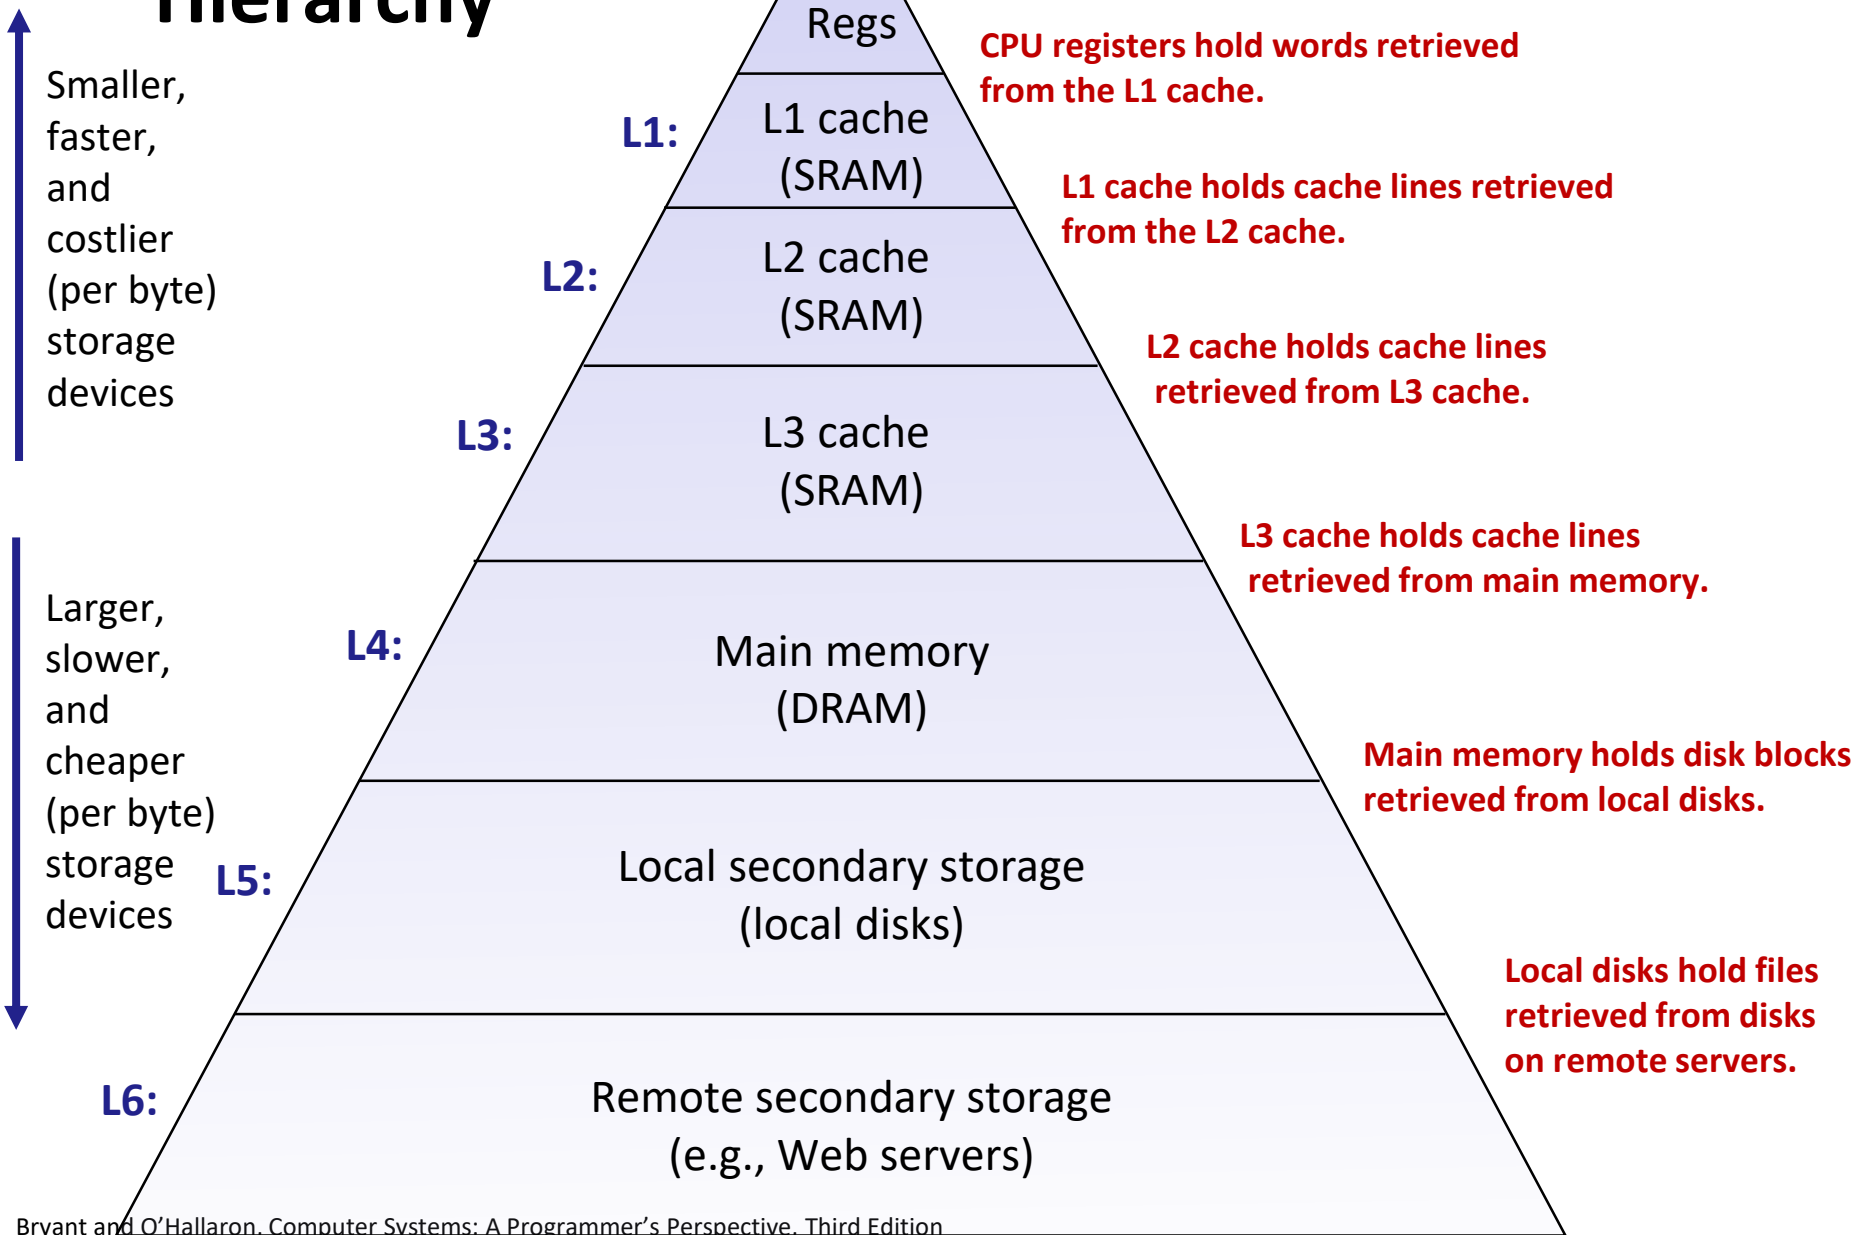 Hierarchy
Smaller,
faster,
and
costlier
(per byte)
storage
devices
Larger,
slower,
and
cheaper
(per byte)
storage
devices
Regs
CPU registers hold words retrieved
from the L1 cache.
L1:
L1 cache
(SRAM)
L1 cache holds cache lines retrieved
from the L2 cache.
L2:
L2 cache
(SRAM)
L2 cache holds cache lines
retrieved from L3 cache.
L3:
L3 cache
(SRAM)
L3 cache holds cache lines
retrieved from main memory.
L4:
Main memory
(DRAM)
Main memory holds disk blocks
retrieved from local disks.
L5:
Local secondary storage
(local disks)
Local disks hold files
retrieved from disks
on remote servers.
L6:
Remote secondary storage
(e.g., Web servers)
Bryant and O'Hallaron, Computer Systems: A Programmer's Perspective, Third Edition